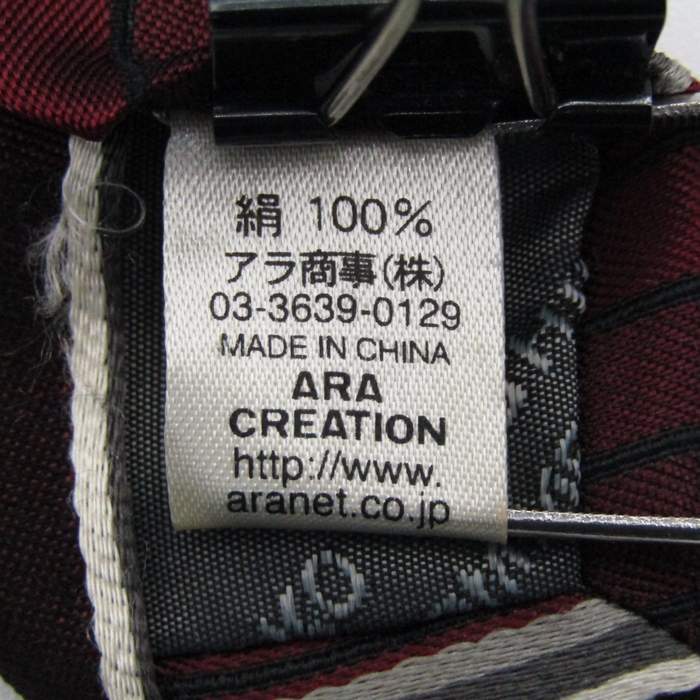 絹 100%
アラ商事(株)
03-3639-0129
MADE IN CHINA
ARA
CREATION
http://www.
aranet.co.jp